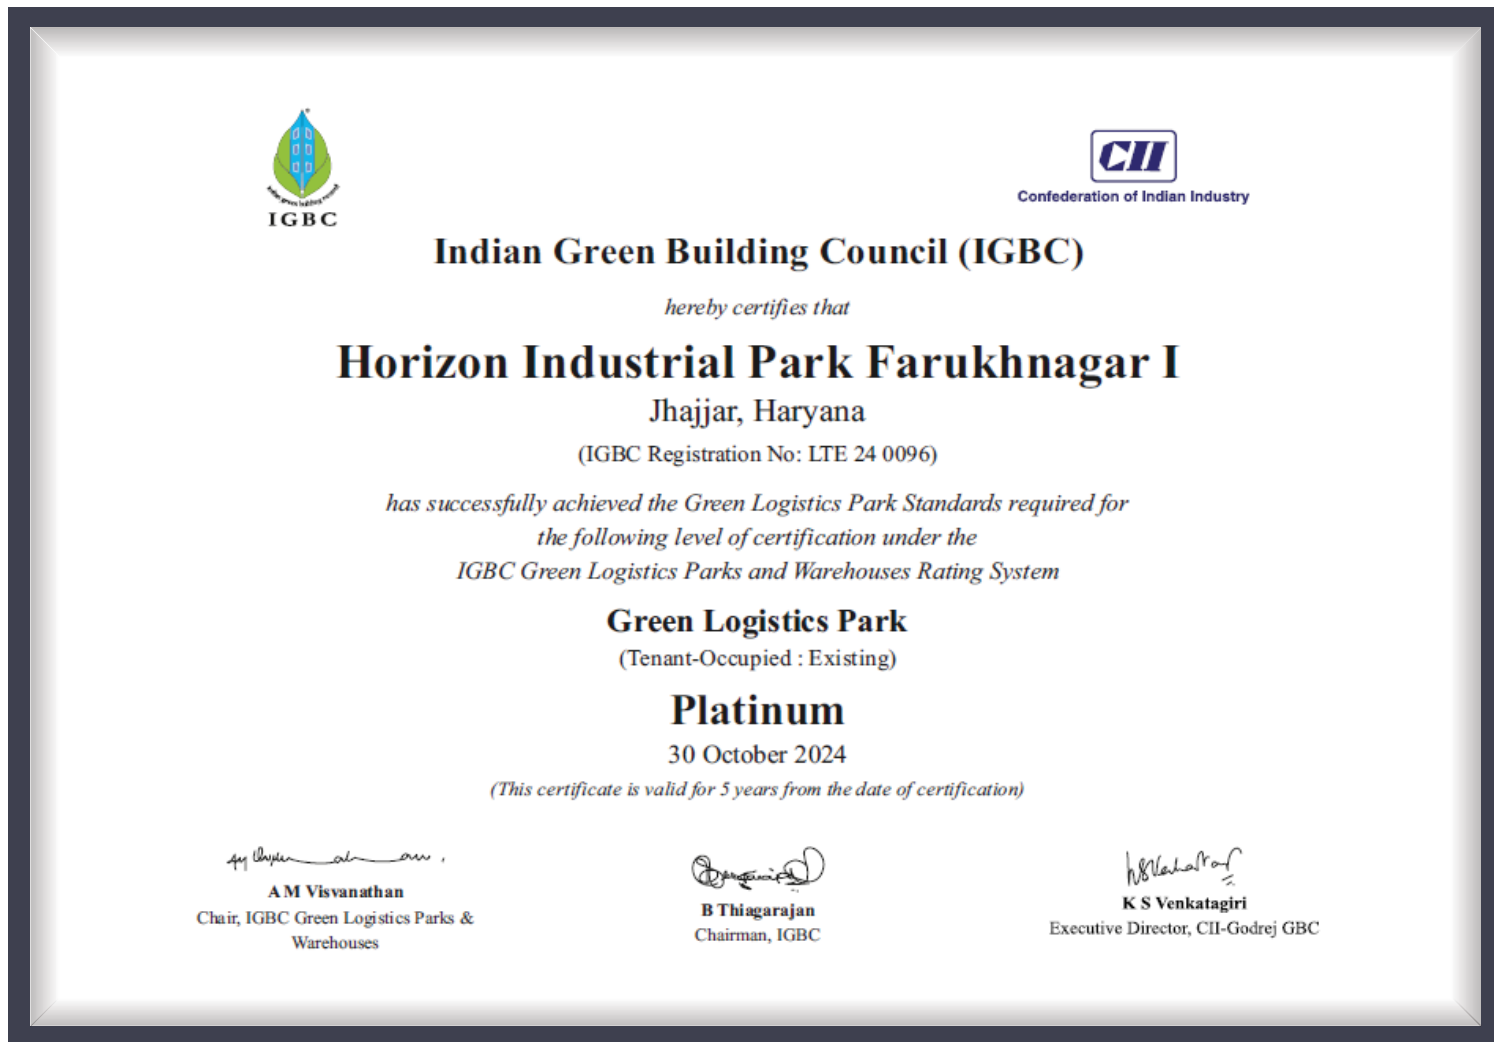 indian green building council
IGBC
CII
Confederation of Indian Industry
Indian Green Building Council (IGBC)
hereby certifies that
Horizon Industrial Park Farukhnagar I
Jhajjar, Haryana
(IGBC Registration No: LTE 24 0096)
has successfully achieved the Green Logistics Park Standards required for
the following level of certification under the
IGBC Green Logistics Parks and Warehouses Rating System
Green Logistics Park
(Tenant-Occupied : Existing)
Platinum
30 October 2024
(This certificate is valid for 5 years from the date of certification)
A M Visvanathan
Chair, IGBC Green Logistics Parks &
Warehouses
B Thiagarajan
Chairman, IGBC
K S Venkatagiri
Executive Director, CII-Godrej GBC